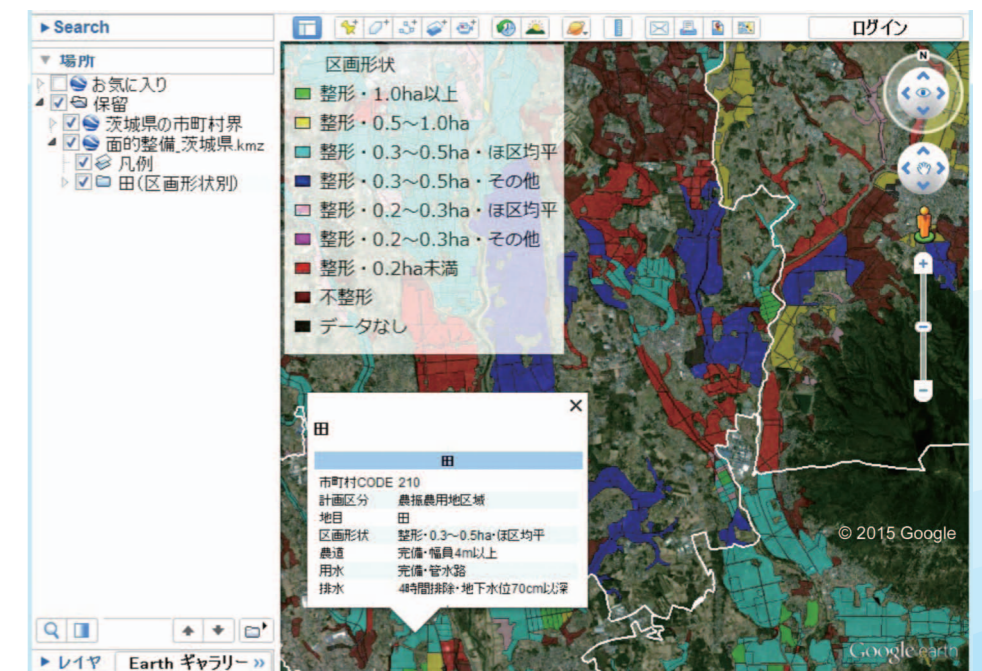 Search
ログイン
場所
お気に入り
保留
茨城県の市町村界
面的整備_茨城県.kmz
凡例
田(区画形状別)
区画形状
整形・1.0ha以上
整形・0.5～1.0ha
整形・0.3～0.5ha・ほ区均平
整形・0.3～0.5ha・その他
整形・0.2～0.3ha・ほ区均平
整形・0.2～0.3ha・その他
整形・0.2ha未満
不整形
データなし
N
田
田
市町村CODE 210
計画区分 農振農用地区域
地目 田
区画形状 整形・0.3～0.5ha・ほ区均平
農道 完備・幅員4m以上
用水 完備・管水路
排水 4時間排除・地下水位70cm以深
© 2015 Google
Google earth
レイヤ Earth ギャラリー »